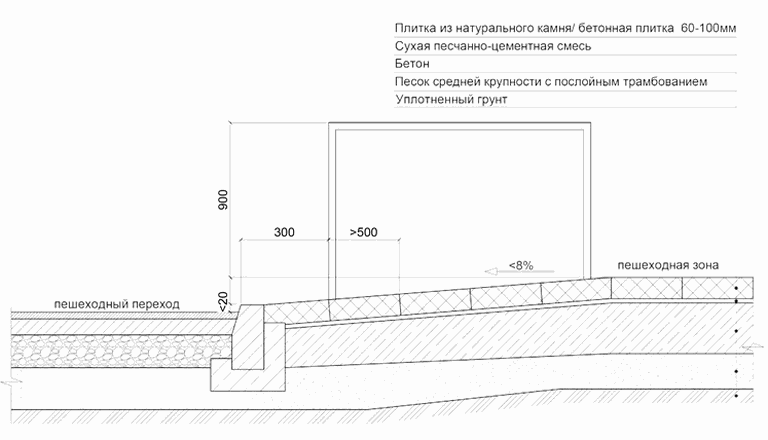 Плитка из натурального камня/ бетонная плитка 60-100мм
Сухая песчанно-цементная смесь
Бетон
Песок средней крупности с послойным трамбованием
Уплотненный грунт
900
300
>500
<8%
пешеходная зона
<20
пешеходный переход